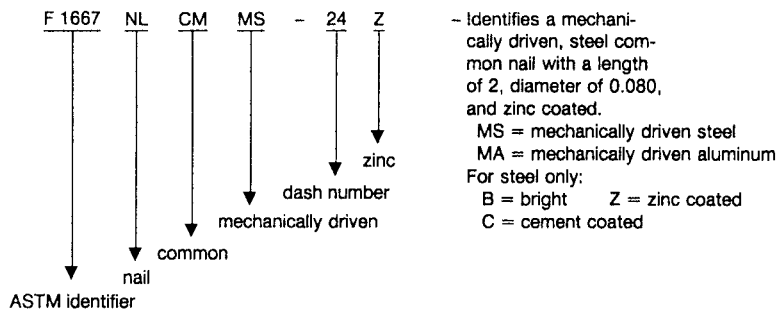 F 1667 NL CM MS - 24 Z
zinc
dash number
mechanically driven
common
nail
ASTM identifier
– Identifies a mechani-
cally driven, steel com-
mon nail with a length
of 2, diameter of 0.080,
and zinc coated.
MS = mechanically driven steel
MA = mechanically driven aluminum
For steel only:
B = bright Z = zinc coated
C = cement coated